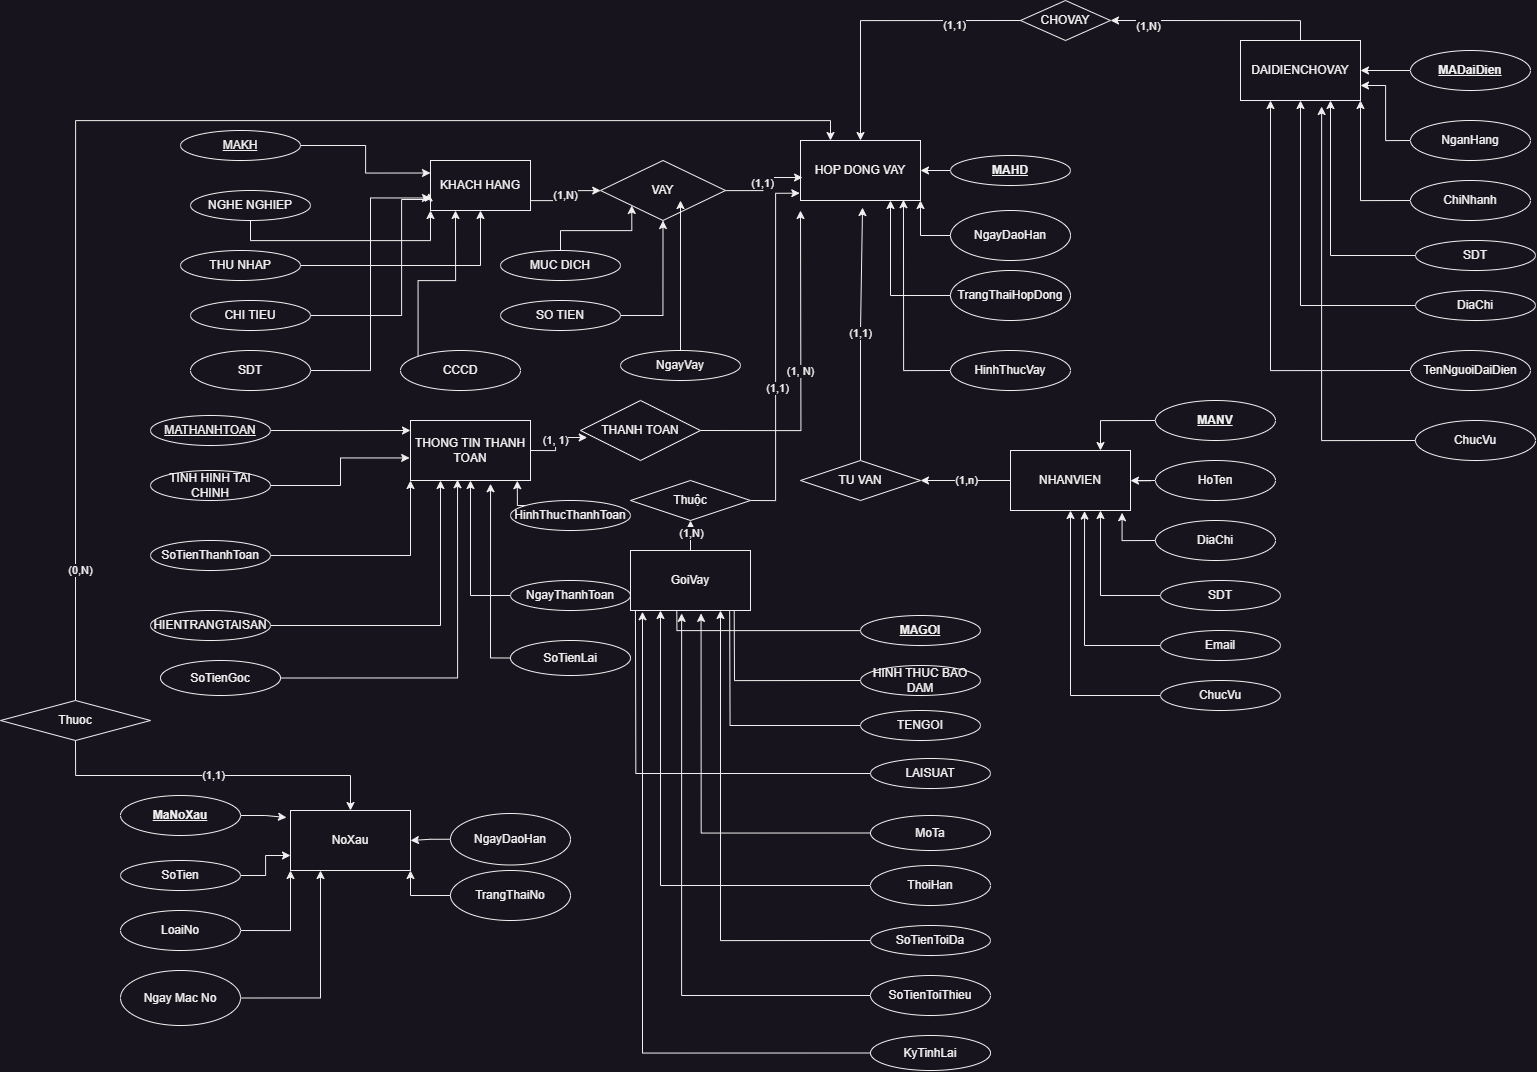 CHOVAY
(1,1)
(1,N)
DAIDIENCHOVAY
MADaiDien
NganHang
ChiNhanh
SDT
DiaChi
TenNguoiDaiDien
ChucVu
MAKH
NGHE NGHIEP
THU NHAP
CHI TIEU
SDT
CCCD
KHACH HANG
(1,N)
VAY
(1,1)
MUC DICH
SO TIEN
NgayVay
HOP DONG VAY
MAHD
NgayDaoHan
TrangThaiHopDong
HinhThucVay
(1,1)
(1, N)
(1,1)
MATHANHTOAN
TINH HINH TAI
CHINH
SoTienThanhToan
HIENTRANGTAISAN
SoTienGoc
THONG TIN THANH
TOAN
(1, 1)
THANH TOAN
HinhThucThanhToan
NgayThanhToan
SoTienLai
Thuộc
(1,N)
GoiVay
TU VAN
(1,n)
NHANVIEN
MANV
HoTen
DiaChi
SDT
Email
ChucVu
MAGOI
HINH THUC BAO
DAM
TENGOI
LAISUAT
MoTa
ThoiHan
SoTienToiDa
SoTienToiThieu
KyTinhLai
(0,N)
Thuoc
(1,1)
MaNoXau
SoTien
LoaiNo
Ngay Mac No
NoXau
NgayDaoHan
TrangThaiNo